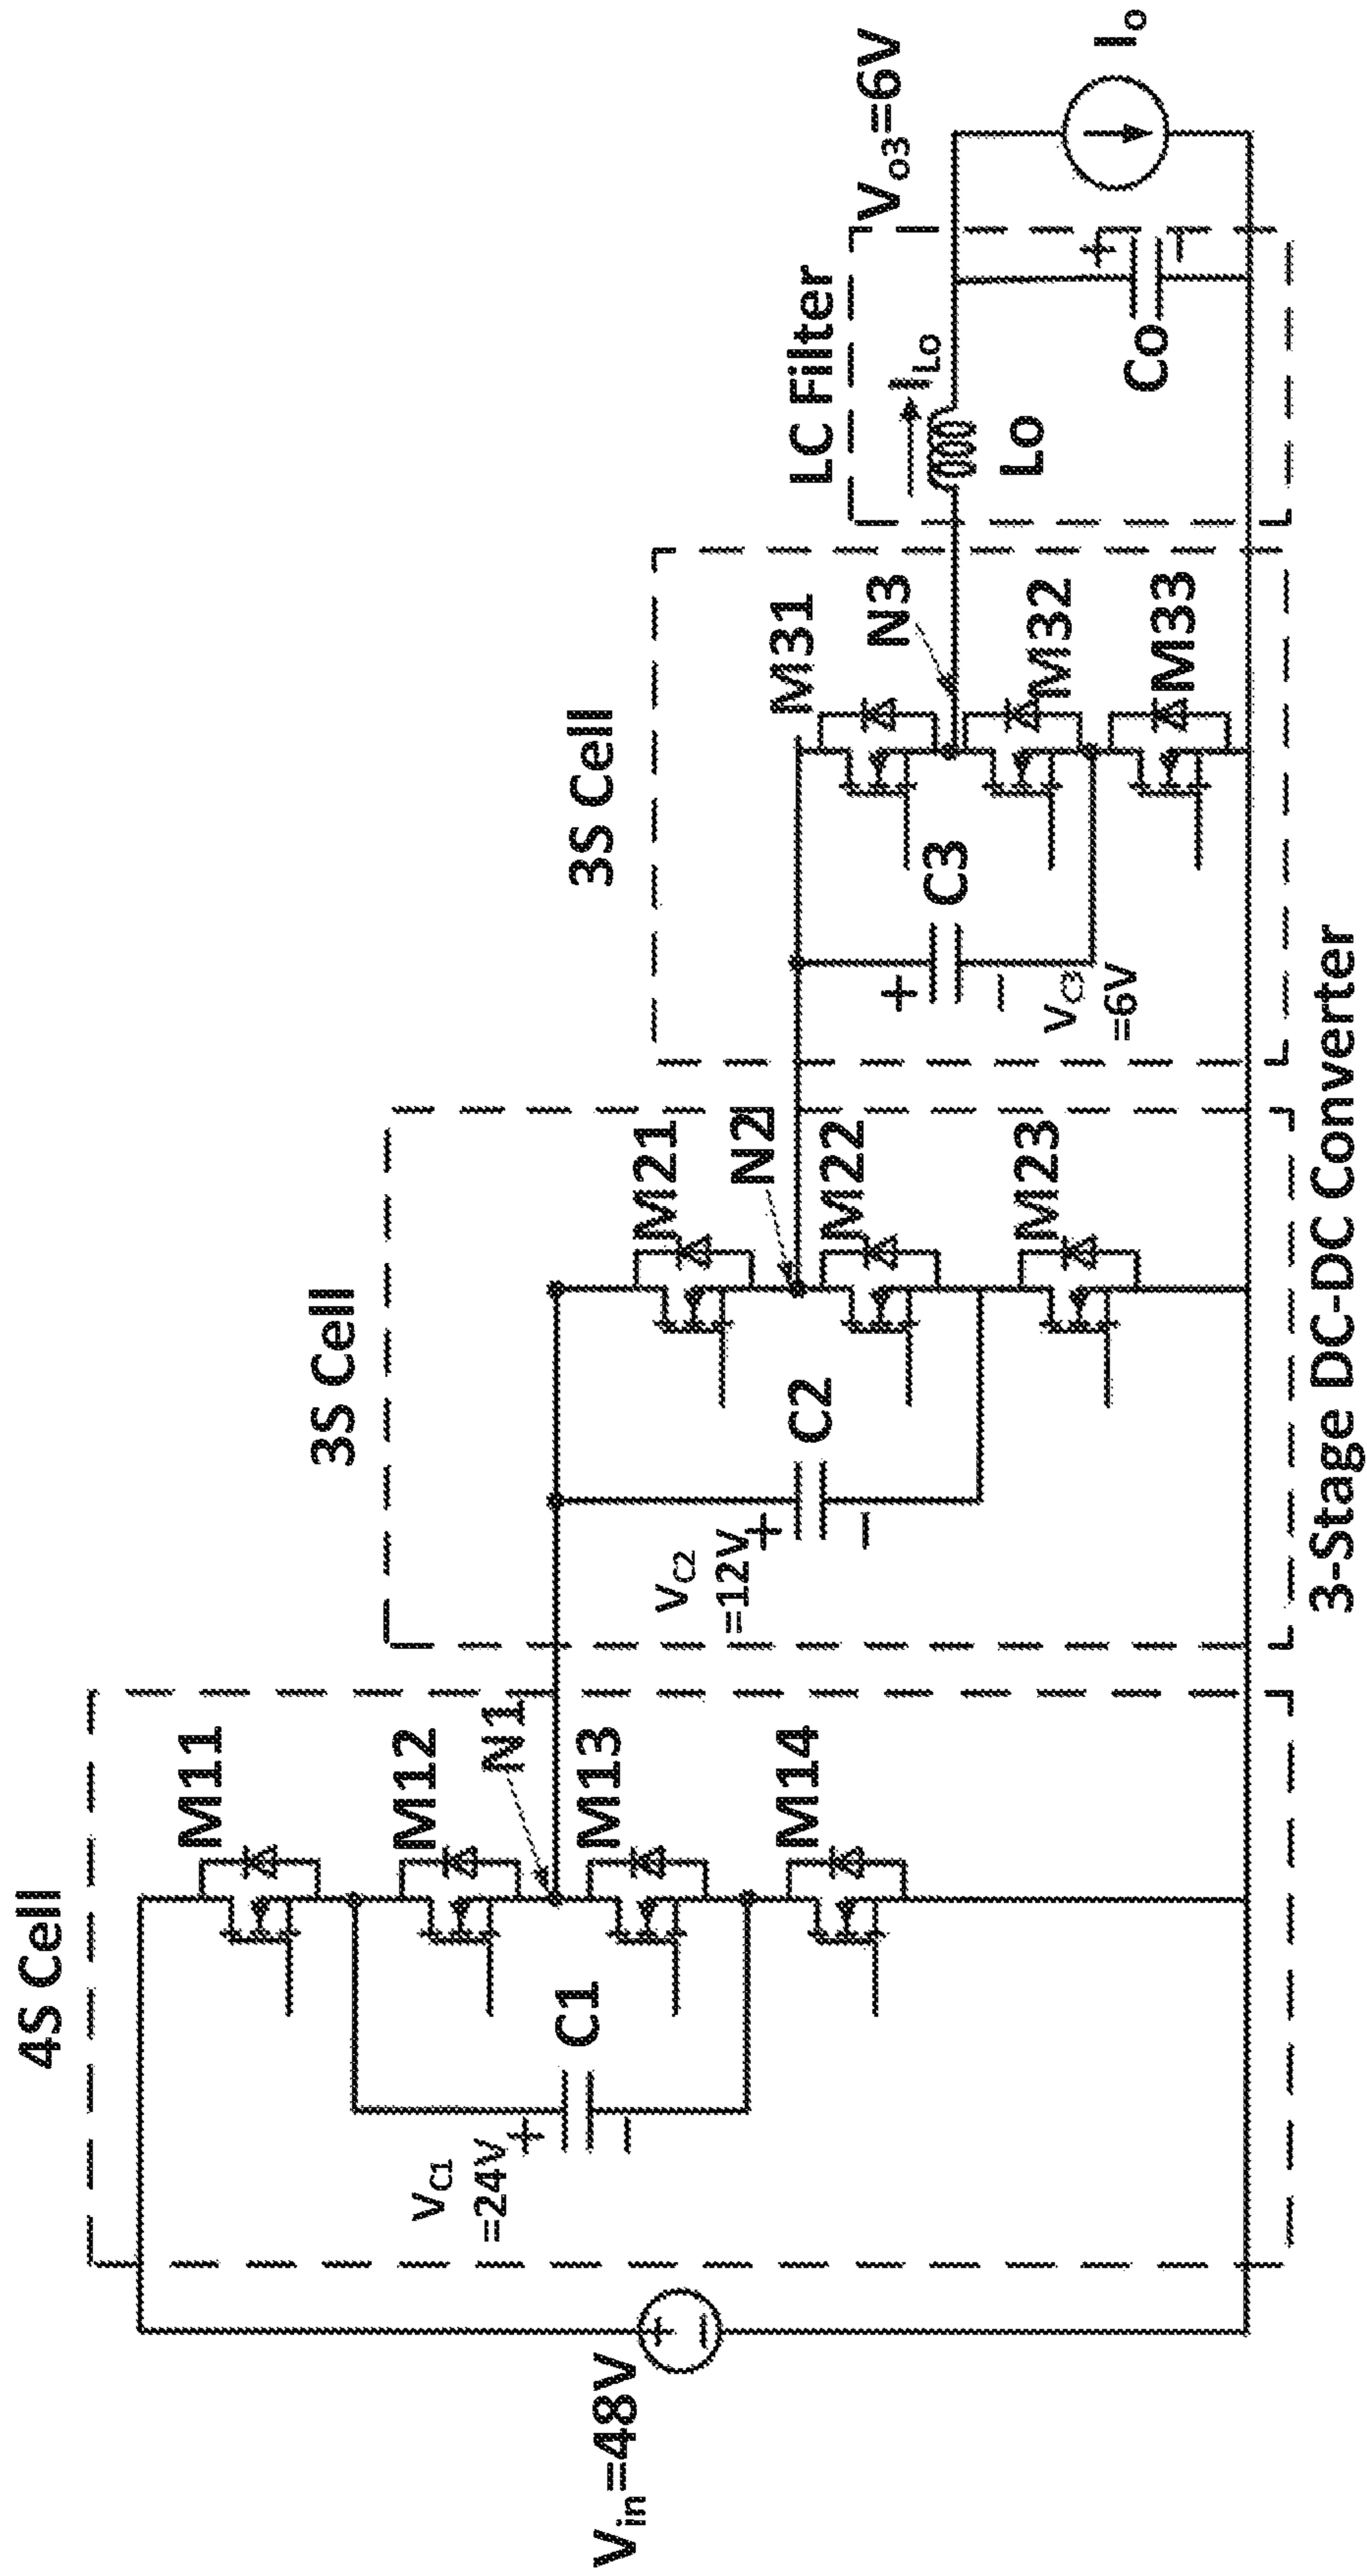 4S Cell
M11
M12
N1
M13
M14
C1
VC1
=24V
+
−
Vin=48V
+
−
3S Cell
M21
N2
M22
M23
C2
VC2
=12V
+
−
3S Cell
M31
N3
M32
M33
C3
+
−
VC3
=6V
LC Filter
ILO
Lo
Co
+
−
Vo3=6V
Io
3-Stage DC-DC Converter